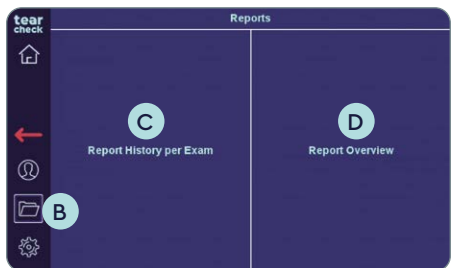 tear
check
Reports
C
D
Report History per Exam
Report Overview
B